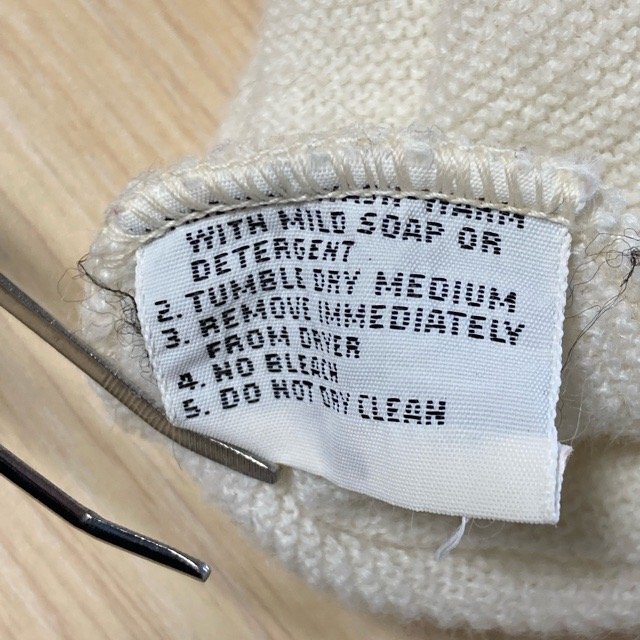 WARM
WITH MILD SOAP OR
DETERGENT
2. TUMBLE DRY MEDIUM
3. REMOVE IMMEDIATELY
FROM DRYER
4. NO BLEACH
5. DO NOT DRY CLEAN